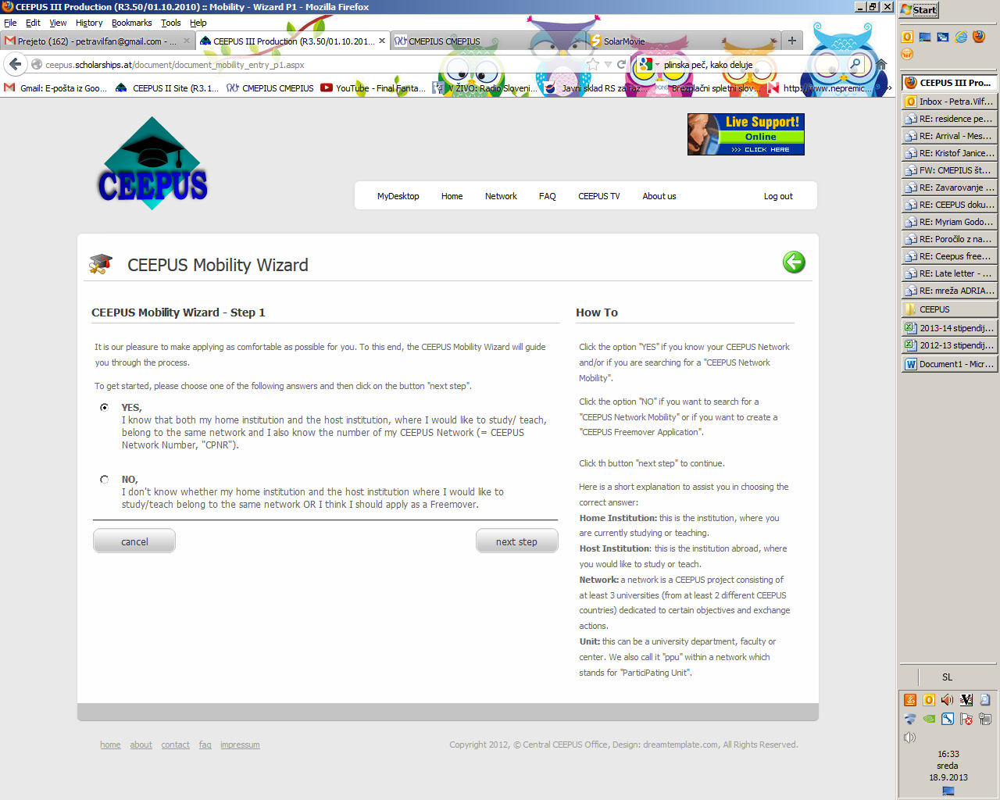 CEEPUS III Production (R3.50/01.10.2010) :: Mobility - Wizard P1 - Mozilla Firefox
File Edit View History Bookmarks Tools Help
Prejeto (162) - petravilfan@gmail.com - ...
CEEPUS III Production (R3.50/01.10.201...
CMEPIUS CMEPIUS
SolarMovie
ceepus.scholarships.at/document/document_mobility_entry_p1.aspx
plinska peč, kako deluje
Gmail: E-pošta iz Goo...
CEEPUS II Site (R3.1...
CMEPIUS CMEPIUS
YouTube - Final Fanta...
V ŽIVO: Radio Sloveni...
Javni sklad RS za raz...
Brezplačni spletni slov...
http://www.nepremic...
CEEPUS
Live Support!
Online
>>> CLICK HERE
MyDesktop Home Network FAQ CEEPUS TV About us Log out
CEEPUS Mobility Wizard
CEEPUS Mobility Wizard - Step 1
It is our pleasure to make applying as comfortable as possible for you. To this end, the CEEPUS Mobility Wizard will guide
you through the process.
To get started, please choose one of the following answers and then click on the button "next step".
YES,
I know that both my home institution and the host institution, where I would like to study/ teach,
belong to the same network and I also know the number of my CEEPUS Network (= CEEPUS
Network Number, "CPNR").
NO,
I don't know whether my home institution and the host institution where I would like to
study/teach belong to the same network OR I think I should apply as a Freemover.
cancel next step
How To
Click the option "YES" if you know your CEEPUS Network
and/or if you are searching for a "CEEPUS Network
Mobility".
Click the option "NO" if you want to search for a
"CEEPUS Network Mobility" or if you want to create a
"CEEPUS Freemover Application".
Click th button "next step" to continue.
Here is a short explanation to assist you in choosing the
correct answer:
Home Institution: this is the institution, where you
are currently studying or teaching.
Host Institution: this is the institution abroad, where
you would like to study or teach.
Network: a network is a CEEPUS project consisting of
at least 3 universities (from at least 2 different CEEPUS
countries) dedicated to certain objectives and exchange
actions.
Unit: this can be a university department, faculty or
center. We also call it "ppu" within a network which
stands for "ParticiPating Unit".
home about contact faq impressum
Copyright 2012, © Central CEEPUS Office, Design: dreamtemplate.com, All Rights Reserved.
Start
CEEPUS III Pro...
Inbox - Petra.Vilf...
RE: residence pe...
RE: Arrival - Mes...
RE: Kristof Janice...
FW: CMEPIUS št...
RE: Zavarovanje ...
RE: CEEPUS doku...
RE: Myriam Godo...
RE: Poročilo z na...
RE: Ceepus free...
RE: Late letter - ...
RE: mreža ADRIA...
CEEPUS
2013-14 stipendij...
2012-13 stipendij...
Document1 - Micr...
SL
16:33
sreda
18.9.2013